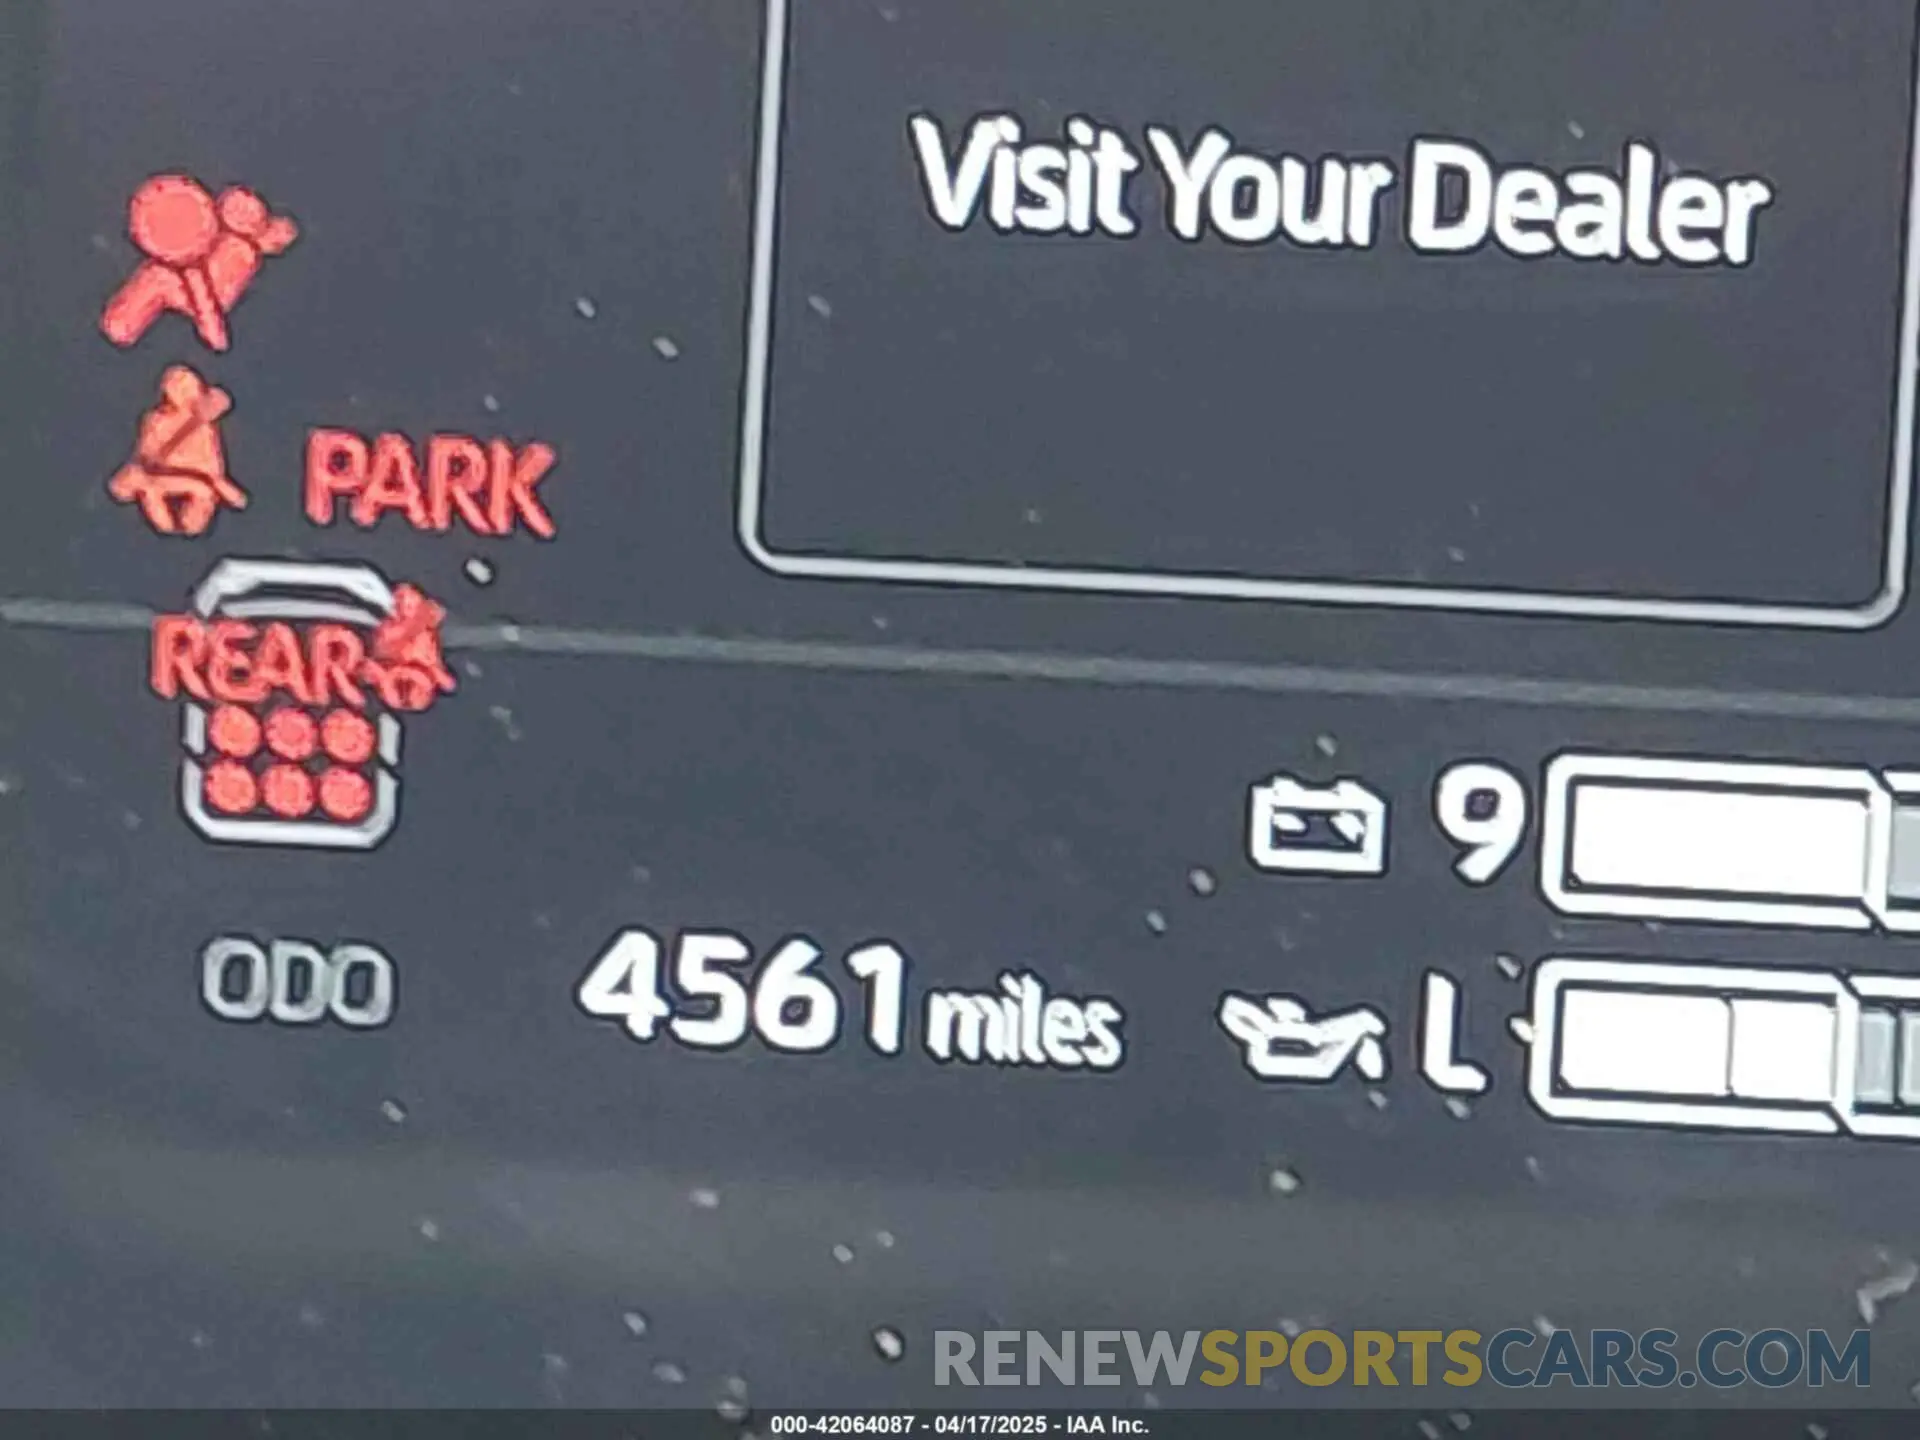 Visit Your Dealer
PARK
REAR
9
ODO 4561 miles
L
RENEWSPORTSCARS.COM
000-42064087 - 04/17/2025 - IAA Inc.